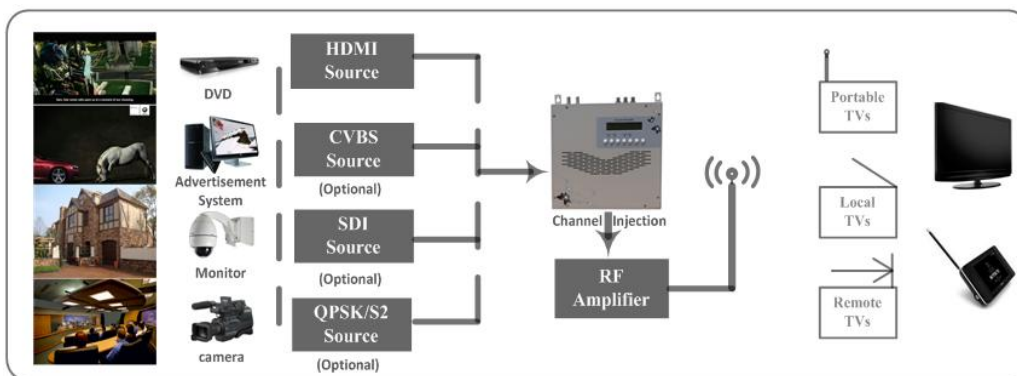 HDMI
Source
DVD
CVBS
Source
(Optional)
Advertisement
System
SDI
Source
(Optional)
Monitor
QPSK/S2
Source
(Optional)
camera
Channel Injection
RF
Amplifier
Portable
TVs
Local
TVs
Remote
TVs